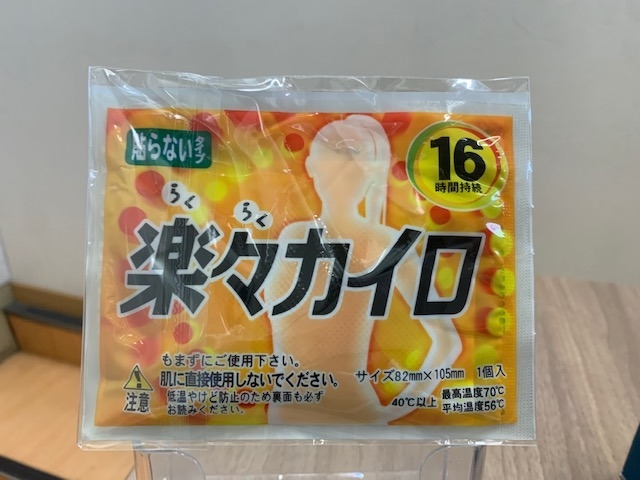 貼らないタイプ
16
時間持続
らく らく
楽々カイロ
もまずにご使用下さい。
肌に直接使用しないでください。
低温やけど防止のため裏面も必ず
お読みください。
注意
サイズ82mm×105mm 1個入
40℃以上
最高温度70℃
平均温度56℃